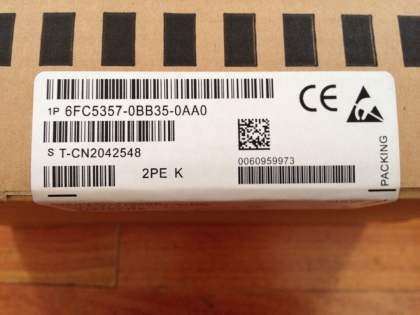 1P 6FC5357-0BB35-0AA0
S T-CN2042548
2PE K
0060959973
CE
PACKING